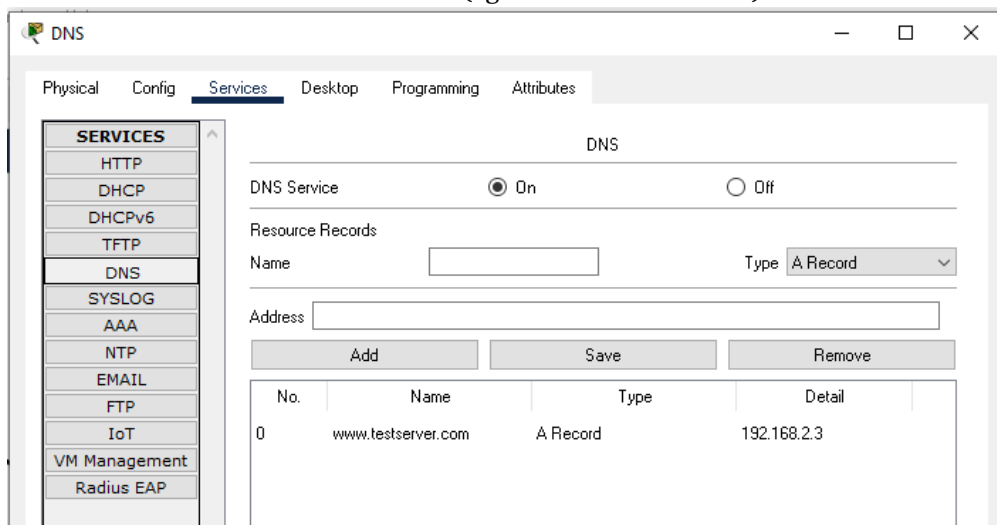 DNS
Physical Config Services Desktop Programming Attributes
SERVICES
HTTP
DHCP
DHCPv6
TFTP
DNS
SYSLOG
AAA
NTP
EMAIL
FTP
IoT
VM Management
Radius EAP
DNS
DNS Service On Off
Resource Records
Name Type A Record
Address
Add Save Remove
No. Name Type Detail
0 www.testserver.com A Record 192.168.2.3